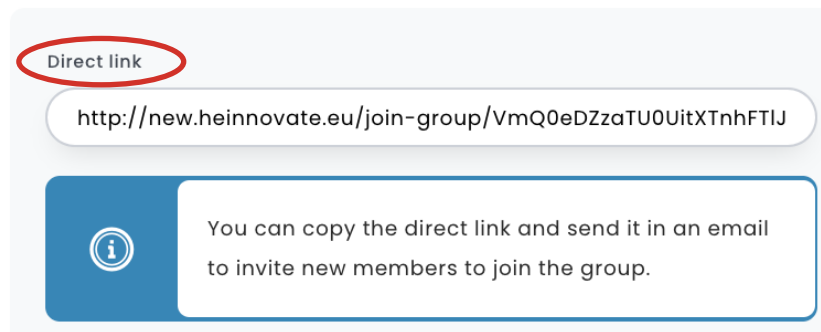 Direct link
http://new.heinnovate.eu/join-group/VmQ0eDZzaTU0UitXTnhFTlJ
You can copy the direct link and send it in an email
to invite new members to join the group.